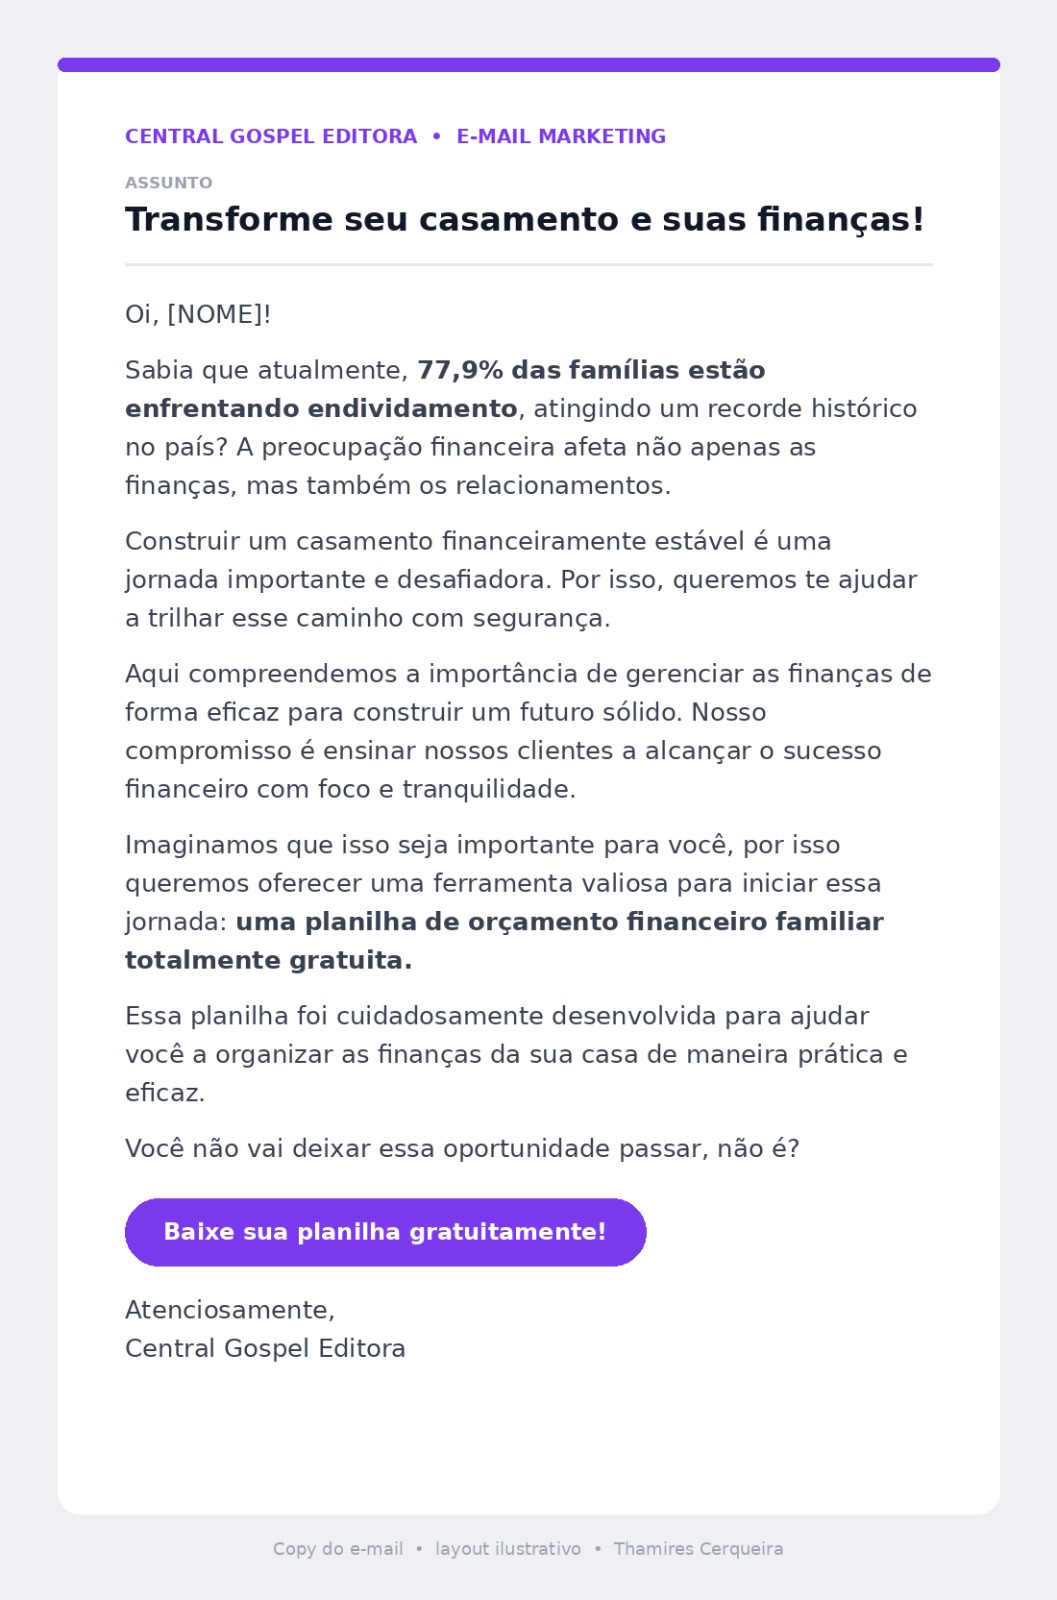 CENTRAL GOSPEL EDITORA • E-MAIL MARKETING
ASSUNTO
Transforme seu casamento e suas finanças!
Oi, [NOME]!
Sabia que atualmente, 77,9% das famílias estão
enfrentando endividamento, atingindo um recorde histórico
no país? A preocupação financeira afeta não apenas as
finanças, mas também os relacionamentos.
Construir um casamento financeiramente estável é uma
jornada importante e desafiadora. Por isso, queremos te ajudar
a trilhar esse caminho com segurança.
Aqui compreendemos a importância de gerenciar as finanças de
forma eficaz para construir um futuro sólido. Nosso
compromisso é ensinar nossos clientes a alcançar o sucesso
financeiro com foco e tranquilidade.
Imaginamos que isso seja importante para você, por isso
queremos oferecer uma ferramenta valiosa para iniciar essa
jornada: uma planilha de orçamento financeiro familiar
totalmente gratuita.
Essa planilha foi cuidadosamente desenvolvida para ajudar
você a organizar as finanças da sua casa de maneira prática e
eficaz.
Você não vai deixar essa oportunidade passar, não é?
Baixe sua planilha gratuitamente!
Atenciosamente,
Central Gospel Editora
Copy do e-mail • layout ilustrativo • Thamires Cerqueira